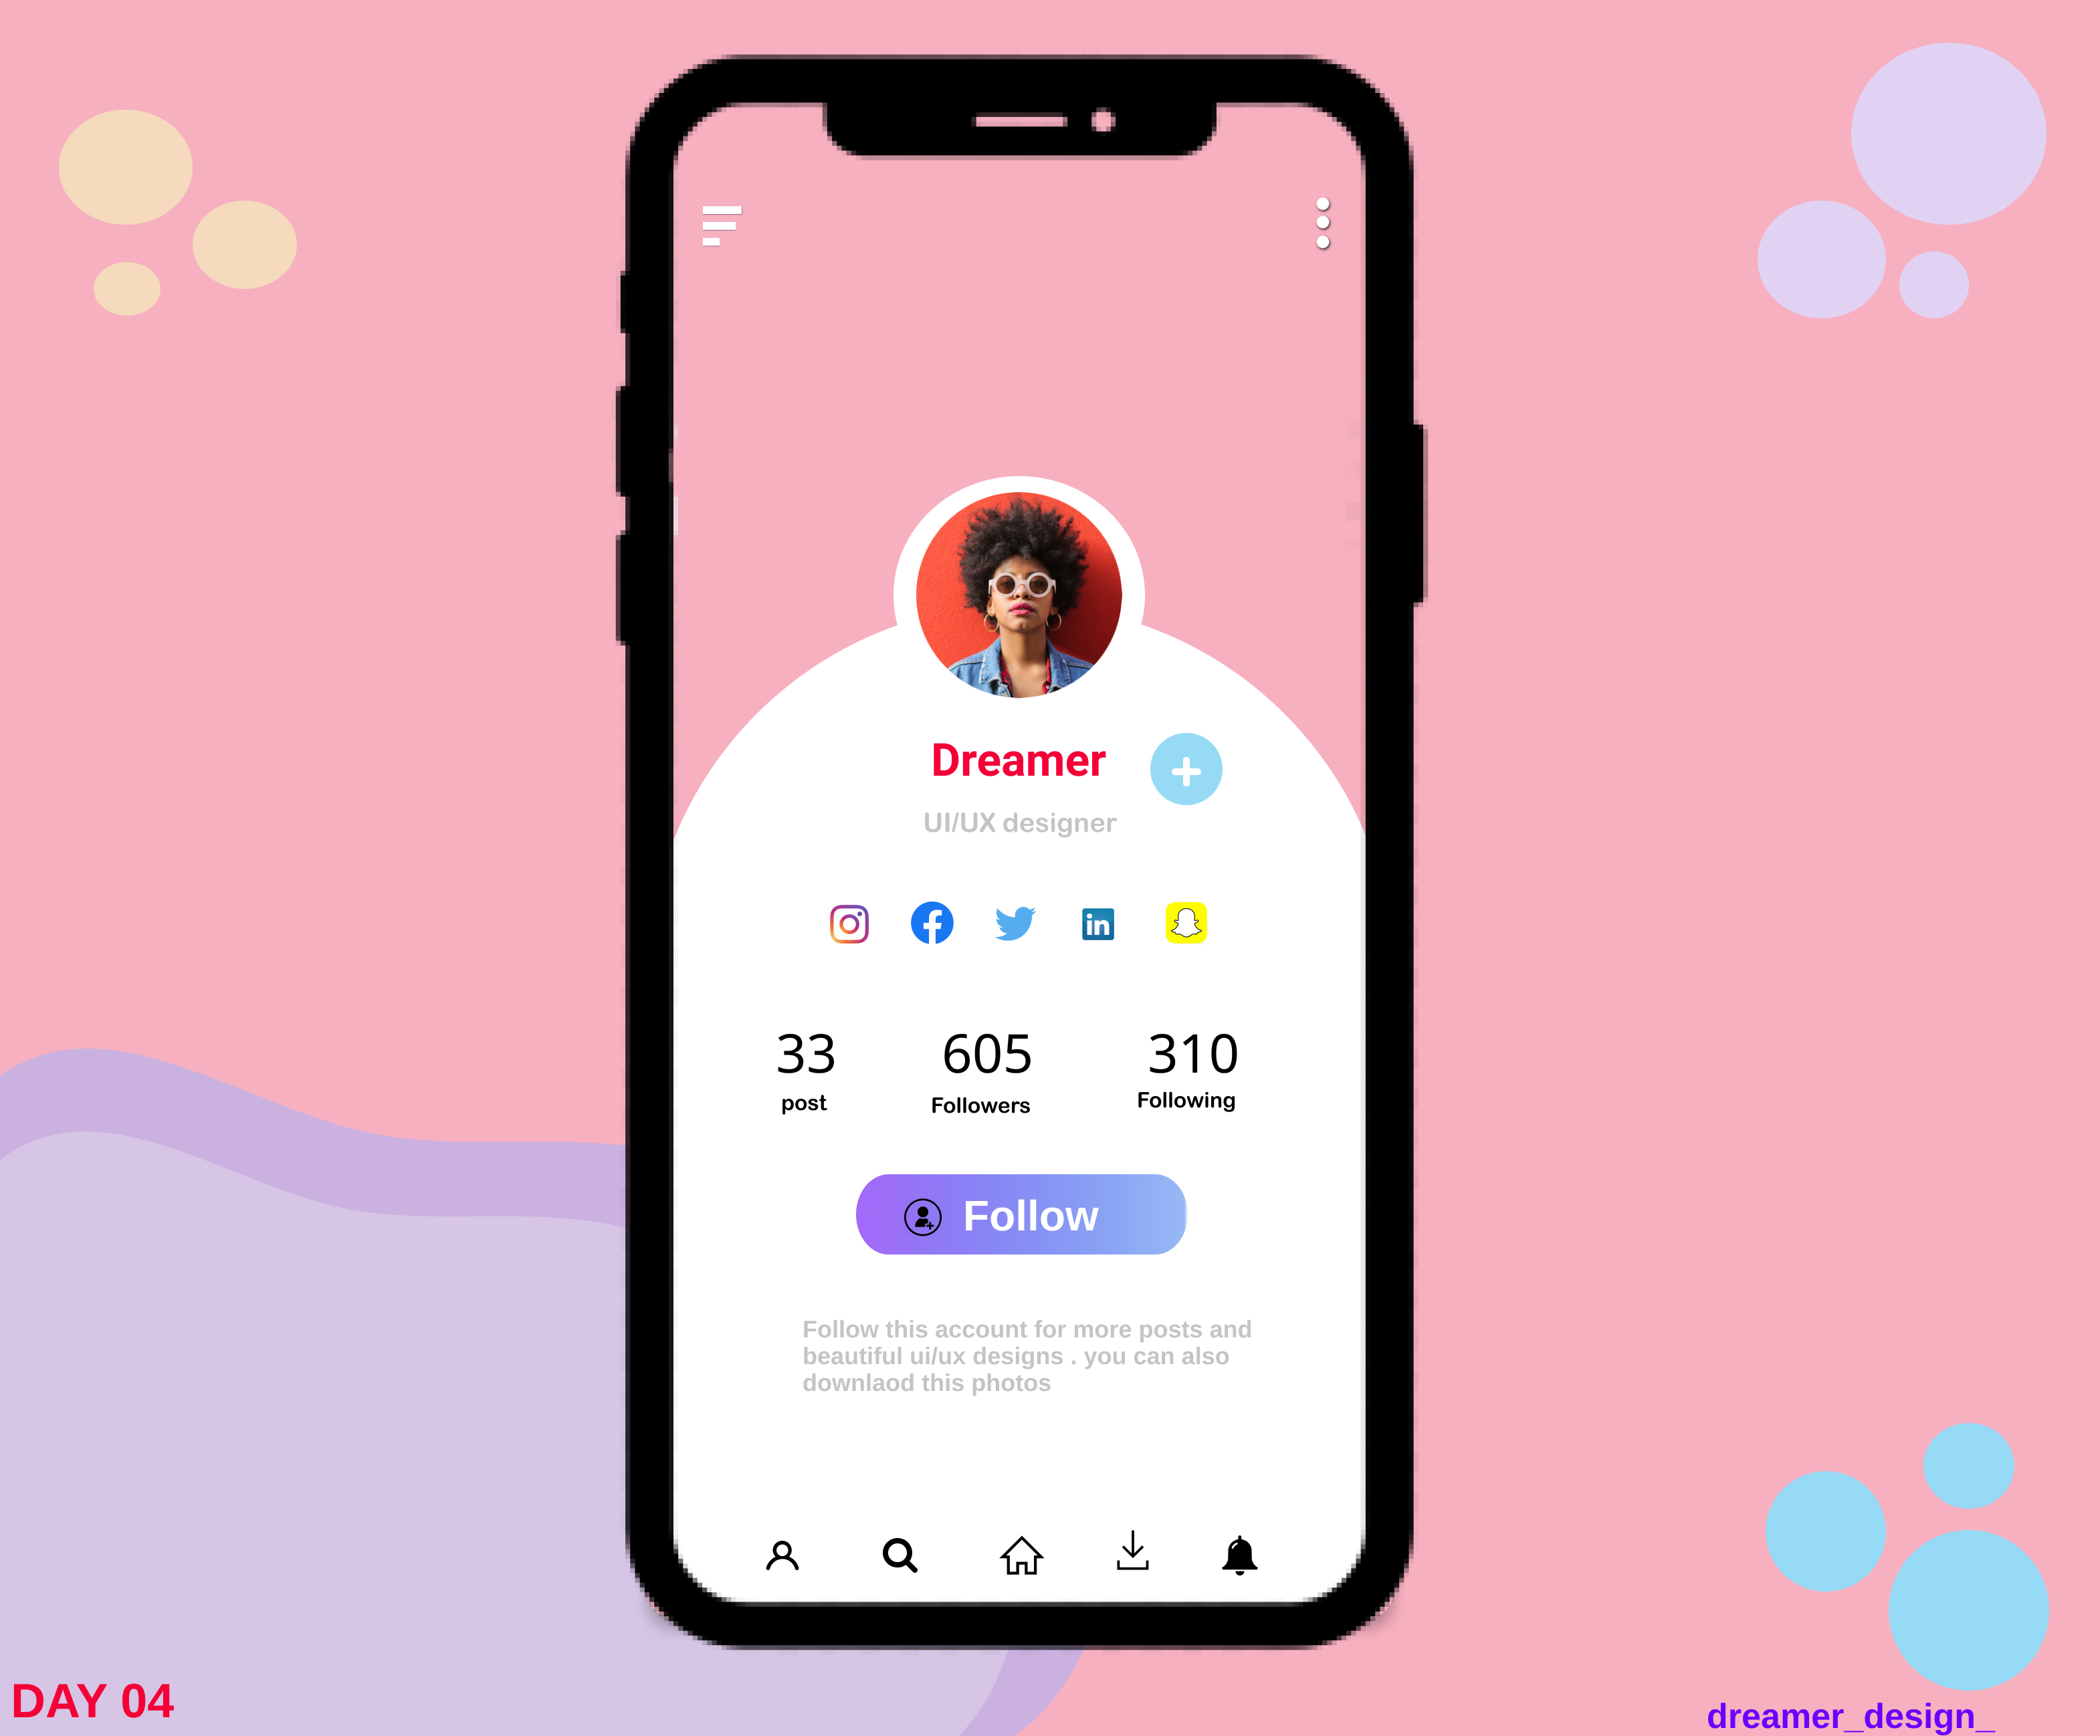 Dreamer
UI/UX designer
in
33
605
310
post
Followers
Following
Follow
Follow this account for more posts and
beautiful ui/ux designs . you can also
downlaod this photos
DAY 04
dreamer_design_